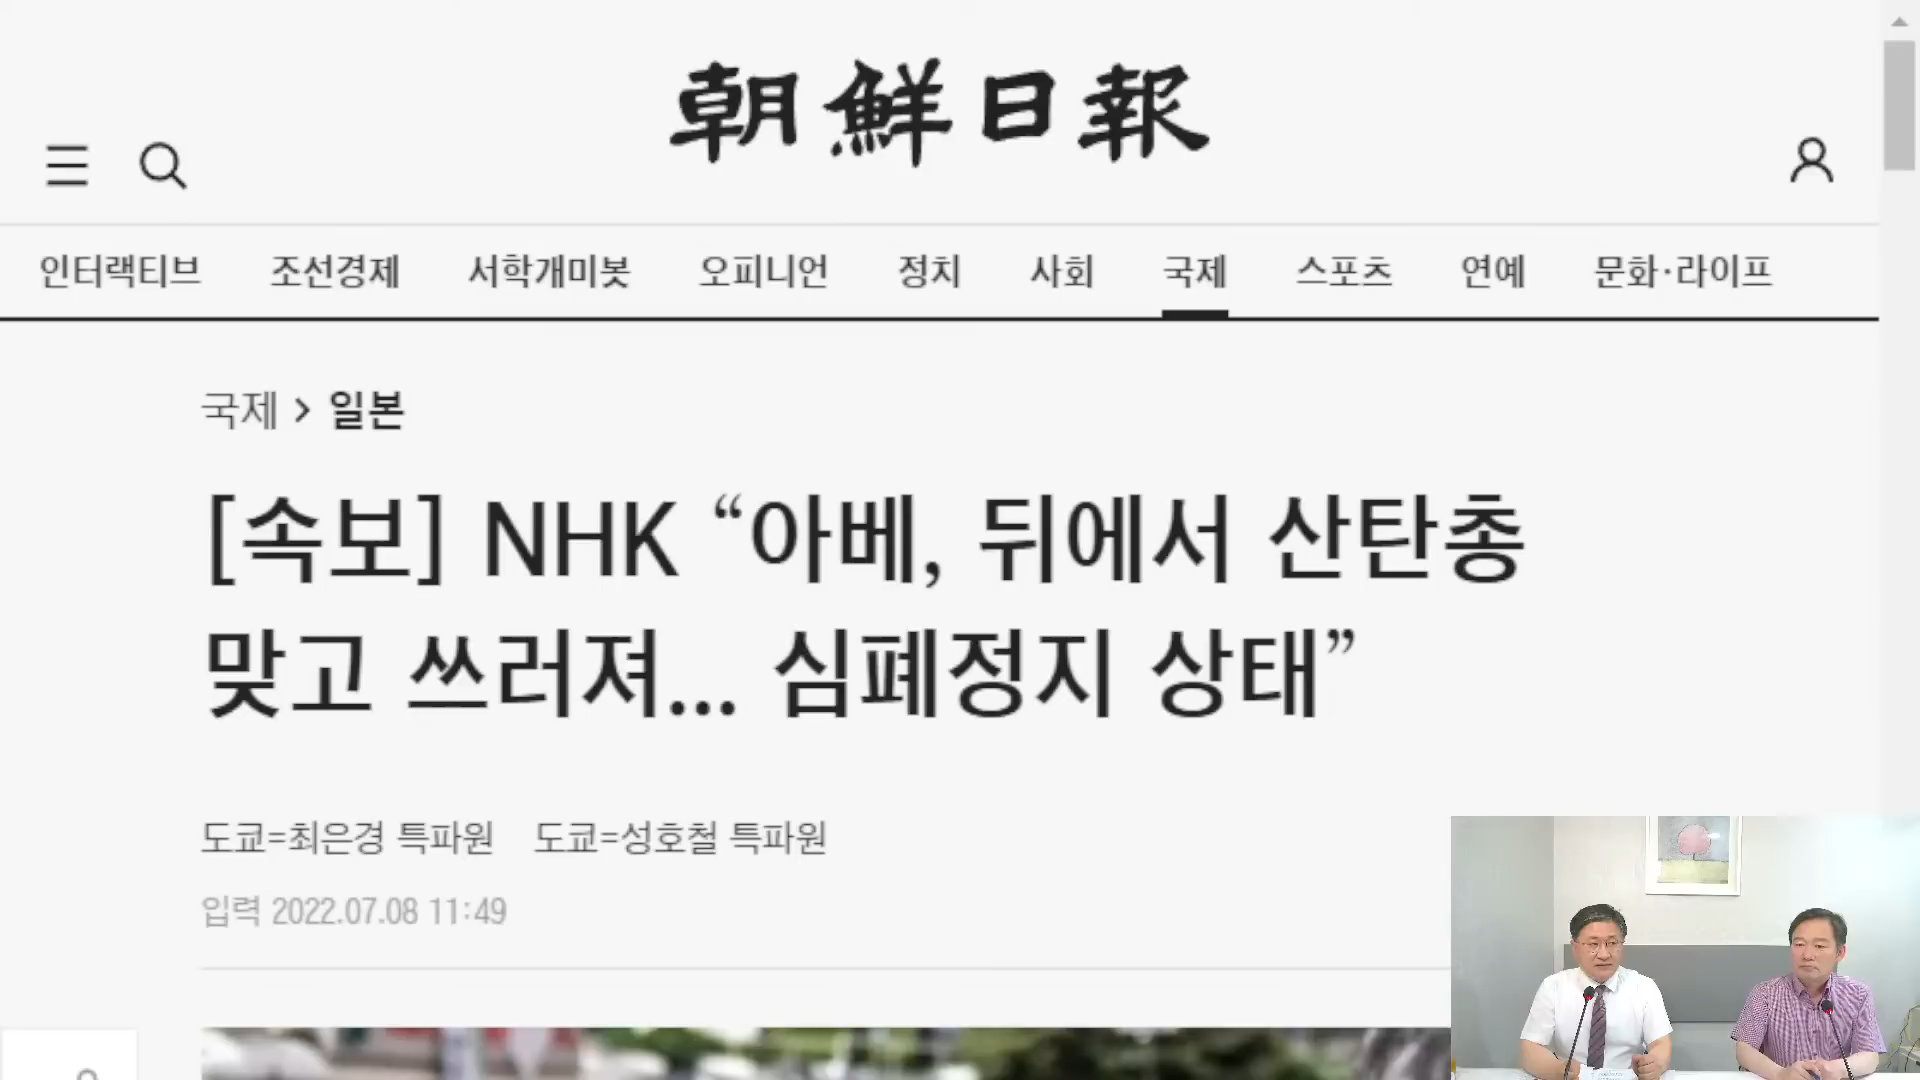 朝鮮日報
인터랙티브 조선경제 서학개미봇 오피니언 정치 사회 국제 스포츠 연예 문화·라이프
국제 > 일본
[속보] NHK “아베, 뒤에서 산탄총
맞고 쓰러져... 심폐정지 상태”
도쿄=최은경 특파원 도쿄=성호철 특파원
입력 2022.07.08 11:49